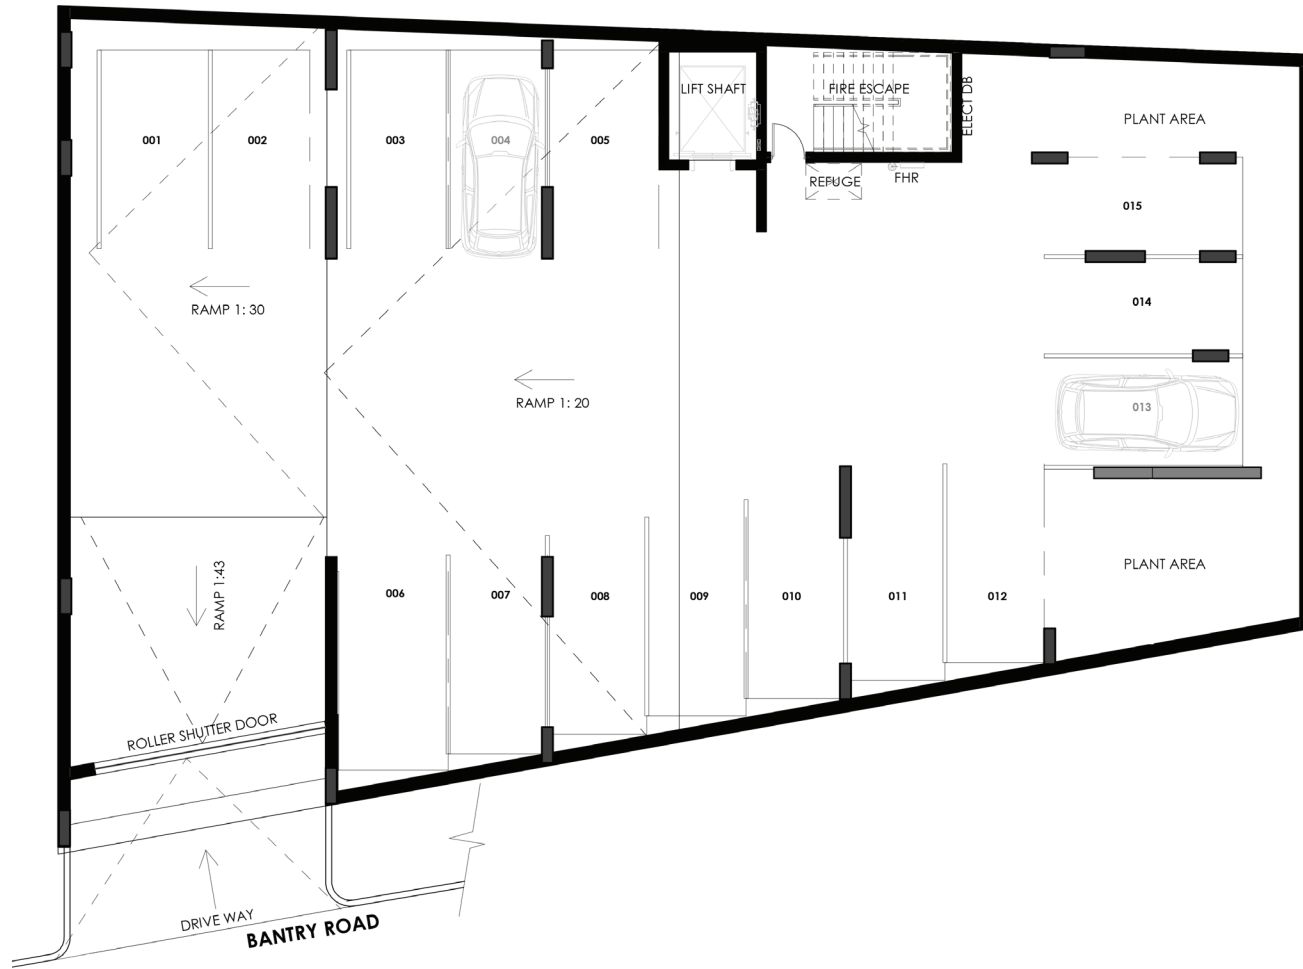 LIFT SHAFT
FIRE ESCAPE
ELECT DB
PLANT AREA
001
002
003
004
005
REFUGE
FHR
015
014
RAMP 1: 30
RAMP 1: 20
013
RAMP 1:43
PLANT AREA
006
007
008
009
010
011
012
ROLLER SHUTTER DOOR
DRIVE WAY
BANTRY ROAD